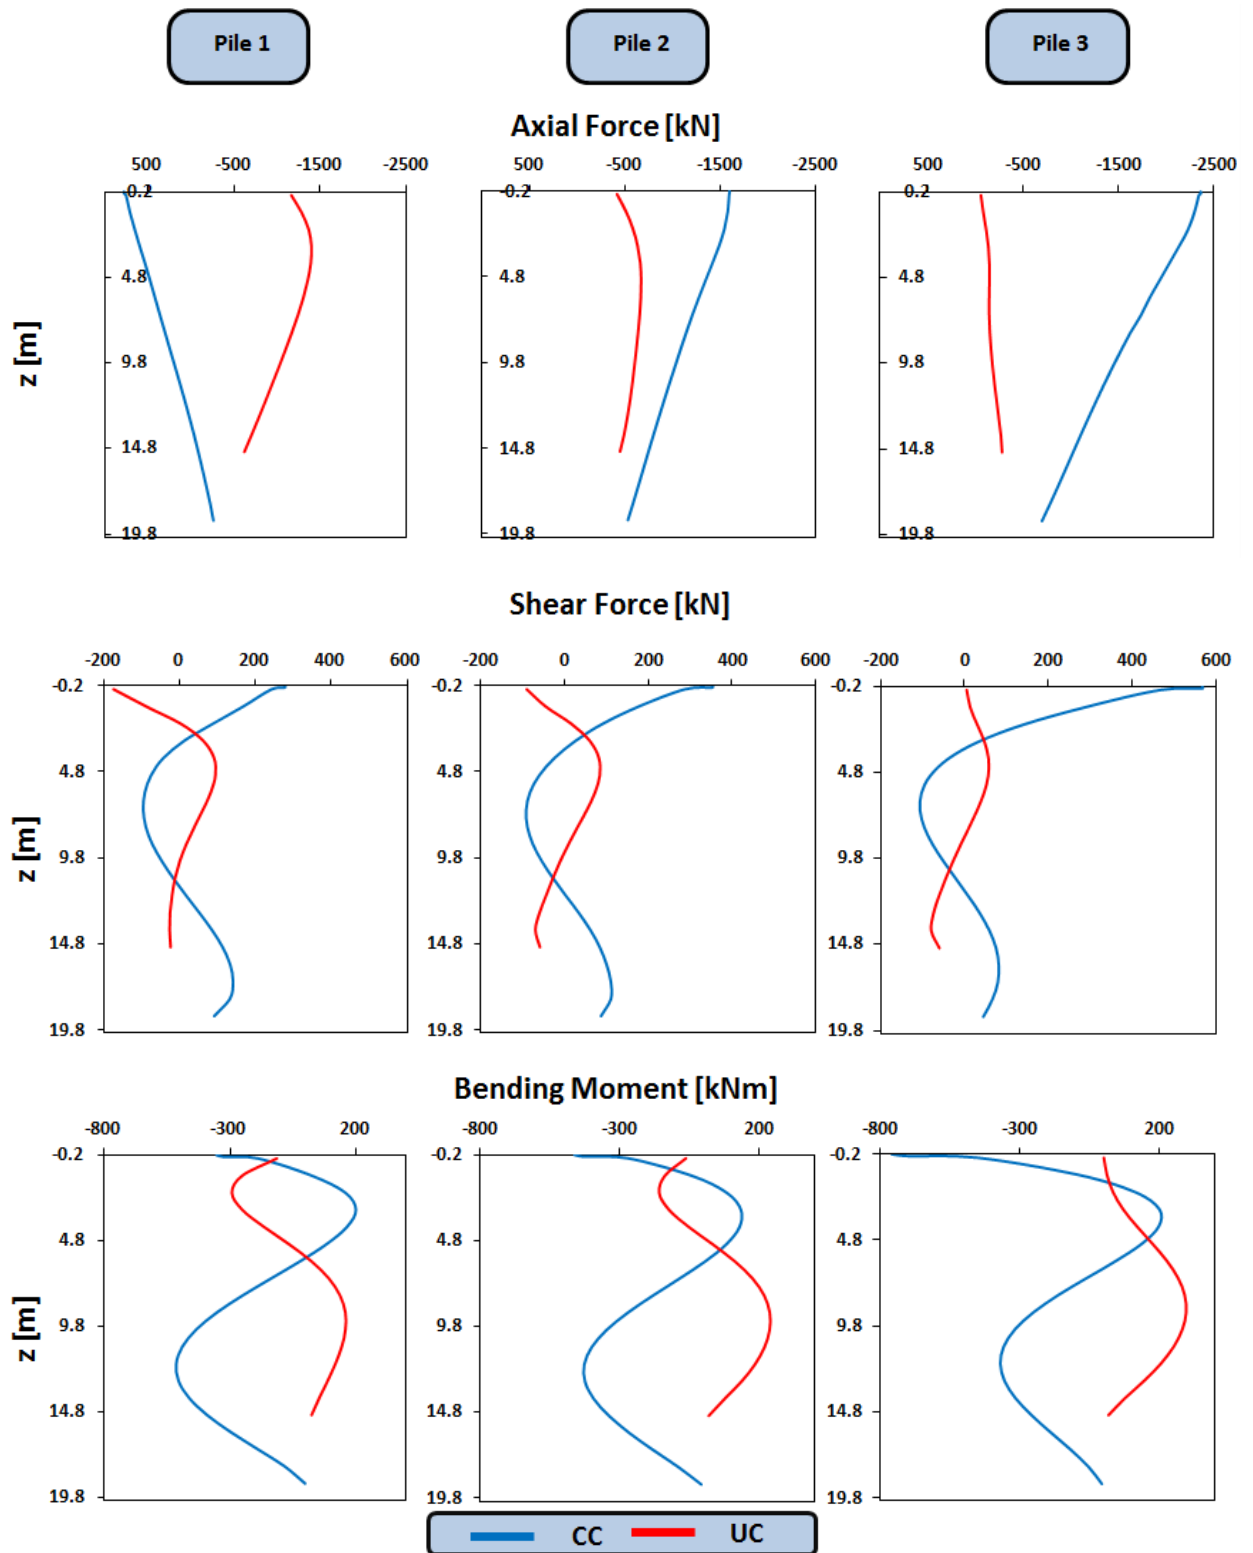 Pile 1 Pile 2 Pile 3
Axial Force [kN]
500 -500 -1500 -2500 500 -500 -1500 -2500 500 -500 -1500 -2500
-0.2 -0.2 -0.2
4.8 4.8 4.8
z [m]
9.8 9.8 9.8
14.8 14.8 14.8
19.8 19.8 19.8
Shear Force [kN]
-200 0 200 400 600 -200 0 200 400 600 -200 0 200 400 600
-0.2 -0.2 -0.2
4.8 4.8 4.8
z [m]
9.8 9.8 9.8
14.8 14.8 14.8
19.8 19.8 19.8
Bending Moment [kNm]
-800 -300 200 -800 -300 200 -800 -300 200
-0.2 -0.2 -0.2
4.8 4.8 4.8
z [m]
9.8 9.8 9.8
14.8 14.8 14.8
19.8 19.8 19.8
CC UC